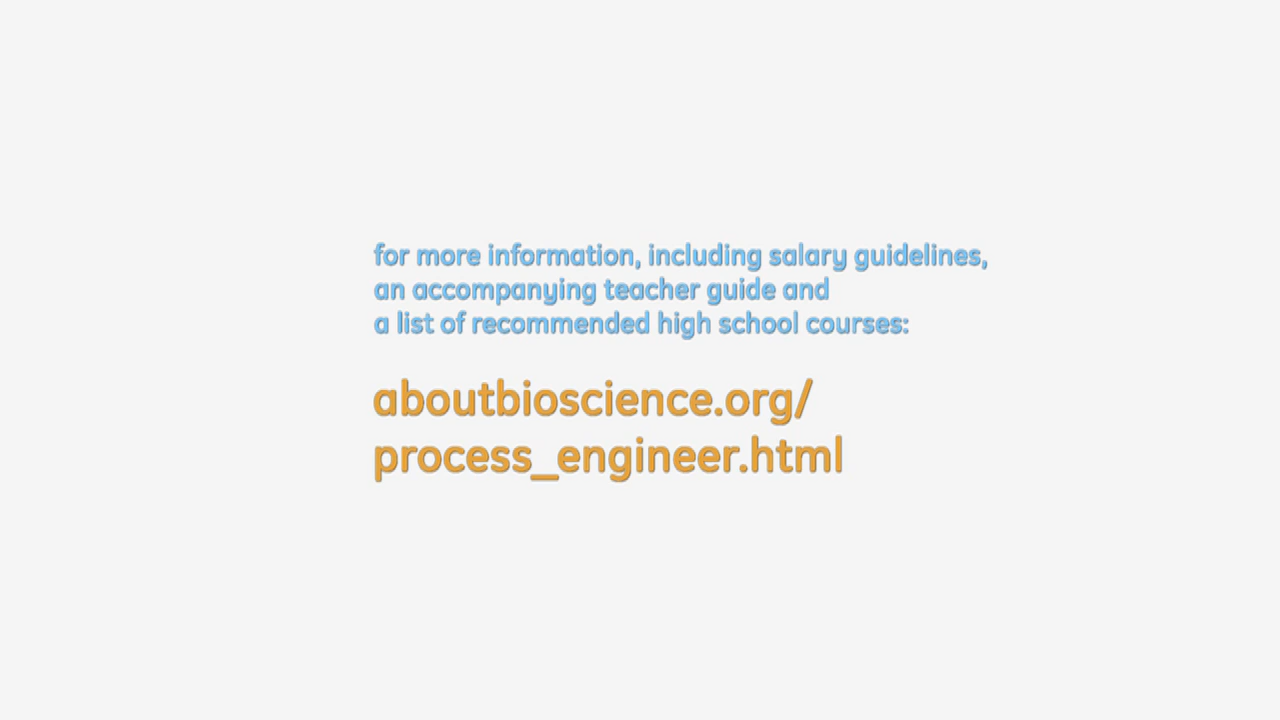 for more information, including salary guidelines,
an accompanying teacher guide and
a list of recommended high school courses:
aboutbioscience.org/
process_engineer.html